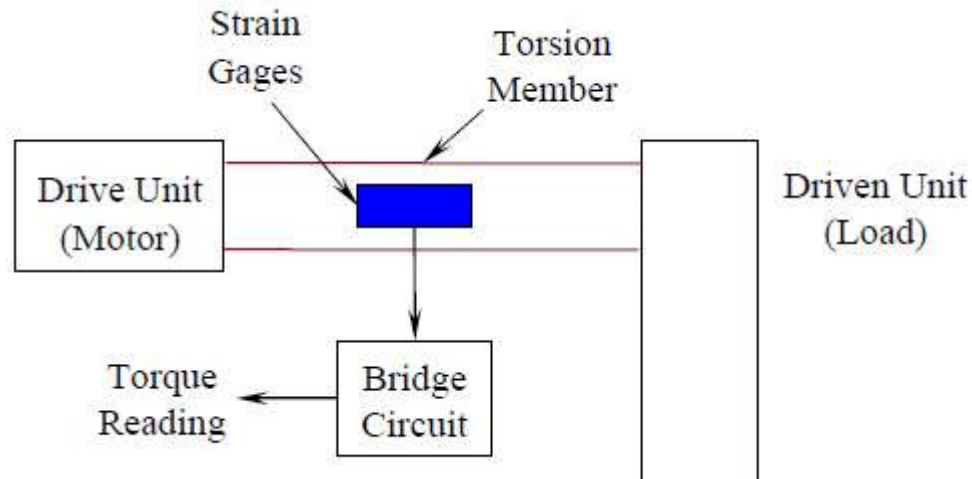 Strain
Gages
Torsion
Member
Drive Unit
(Motor)
Driven Unit
(Load)
Torque
Reading
Bridge
Circuit